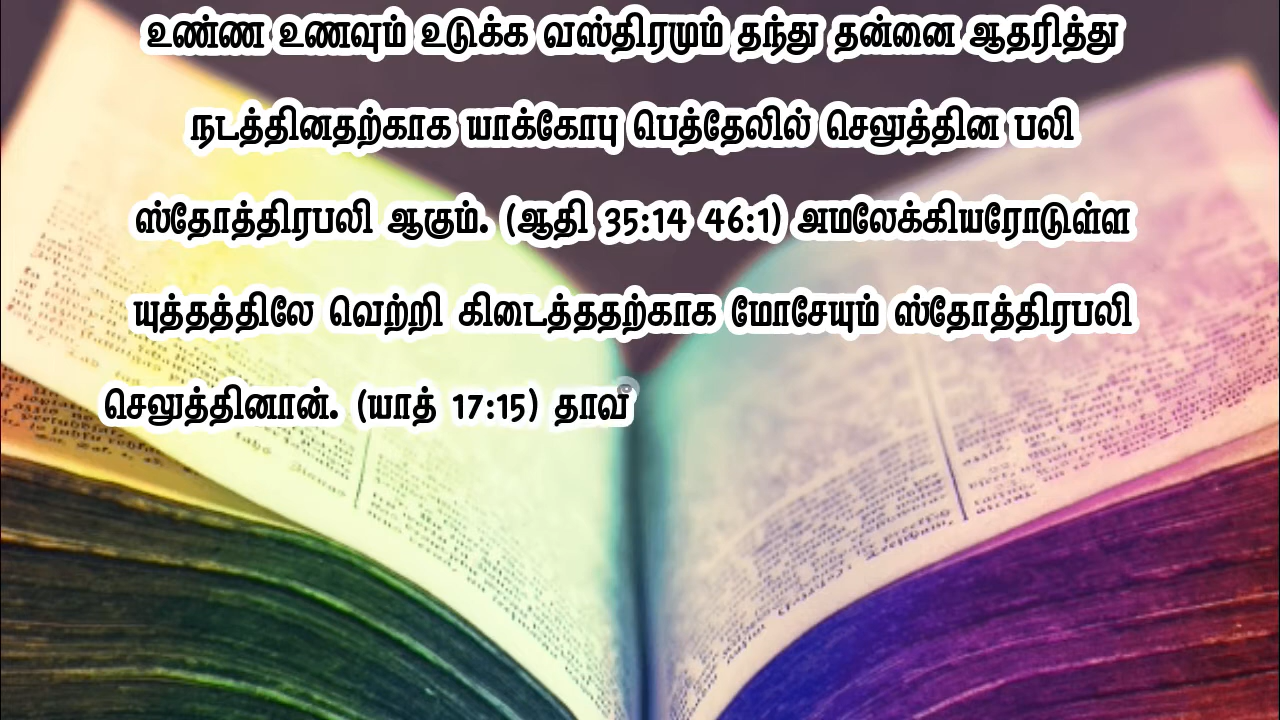 உண்ண உணவும் உடுக்க வஸ்திரமும் தந்து தன்னை ஆதரித்து
நடத்தினதற்காக யாக்கோபு பெத்தேலில் செலுத்தின பலி
ஸ்தோத்திரபலி ஆகும். (ஆதி 35:14 46:1) அமலேக்கியரோடுள்ள
யுத்தத்திலே வெற்றி கிடைத்ததற்காக மோசேயும் ஸ்தோத்திரபலி
செலுத்தினான். (யாத் 17:15) தாவீ